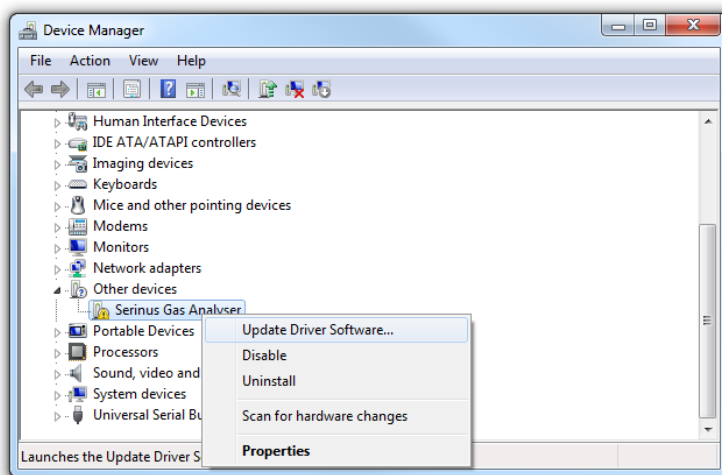 Device Manager
File Action View Help
Human Interface Devices
IDE ATA/ATAPI controllers
Imaging devices
Keyboards
Mice and other pointing devices
Modems
Monitors
Network adapters
Other devices
Serinus Gas Analyser
Portable Devices
Update Driver Software...
Processors
Disable
Sound, video and
Uninstall
System devices
Universal Serial Bu
Scan for hardware changes
Properties
Launches the Update Driver S